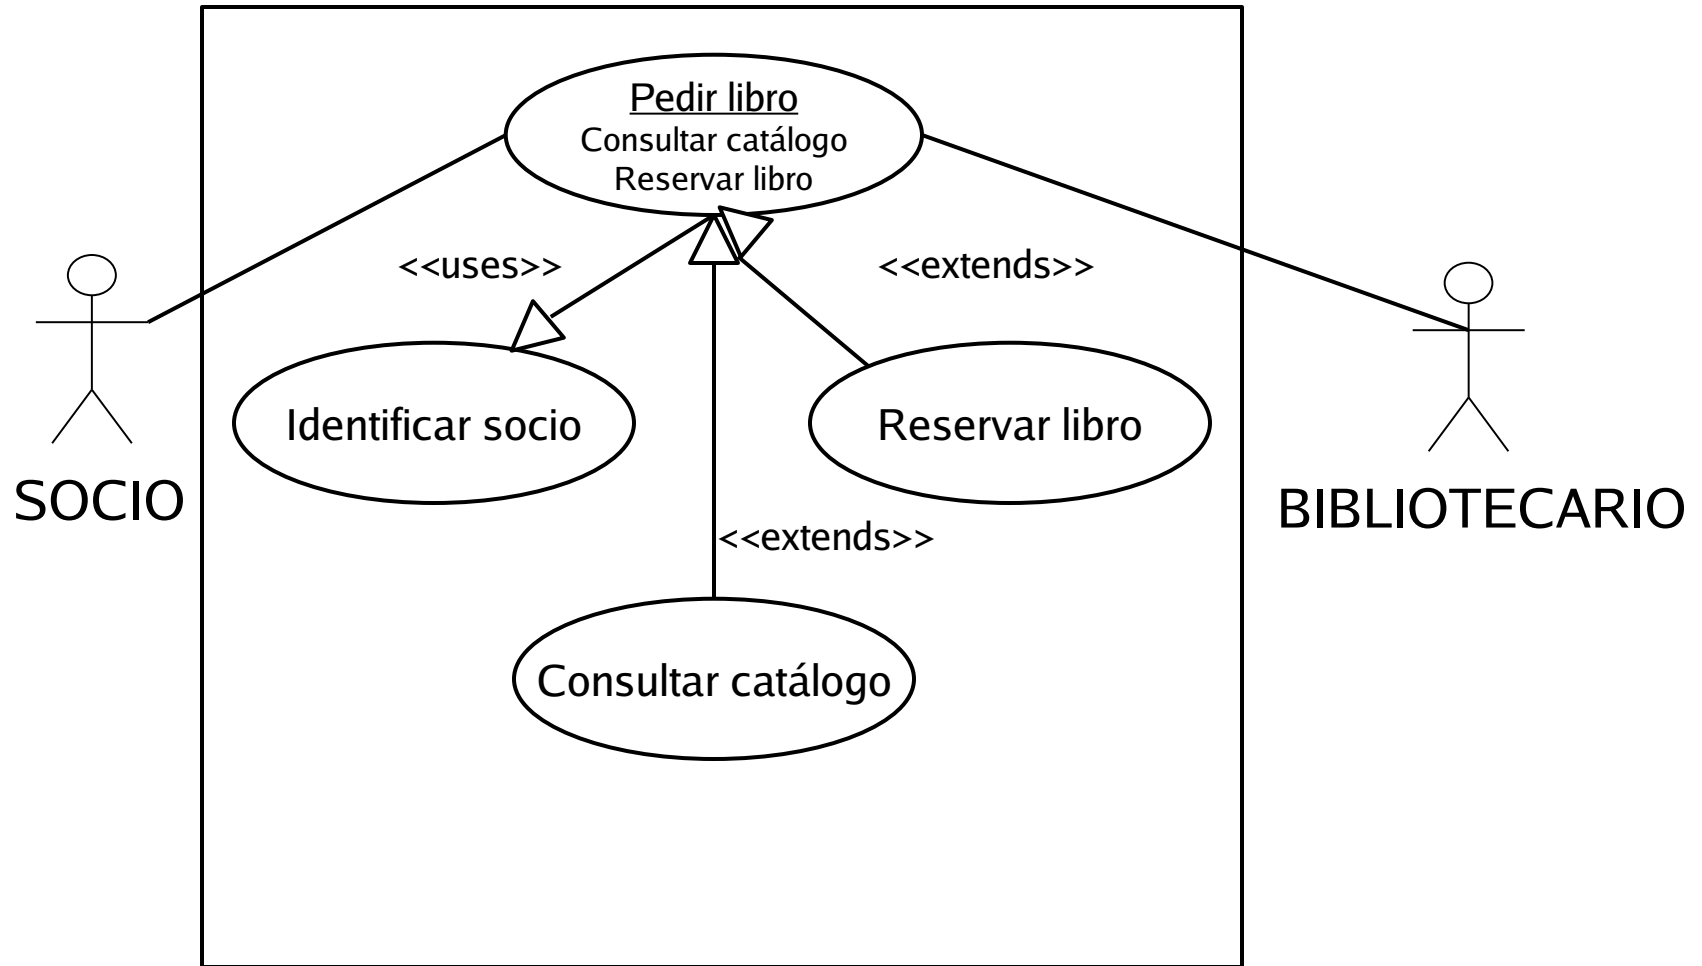 Pedir libro
Consultar catálogo
Reservar libro
<<uses>>
<<extends>>
Identificar socio
Reservar libro
SOCIO
BIBLIOTECARIO
<<extends>>
Consultar catálogo